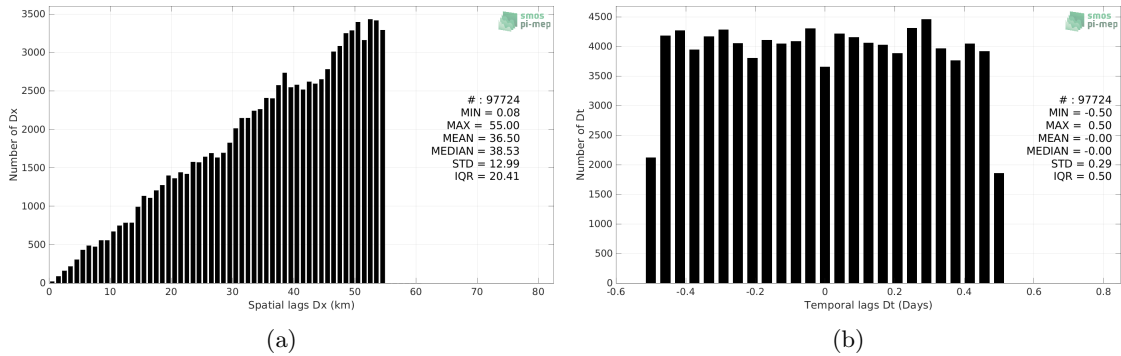 3500
3000
2500
2000
1500
1000
500
0
Number of Dx
0 10 20 30 40 50 60 70 80
Spatial lags Dx (km)
smos
pi-mep
# : 97724
MIN = 0.08
MAX = 55.00
MEAN = 36.50
MEDIAN = 38.53
STD = 12.99
IQR = 20.41
(a)
4500
4000
3500
3000
2500
2000
1500
1000
500
0
Number of Dt
-0.6 -0.4 -0.2 0 0.2 0.4 0.6 0.8
Temporal lags Dt (Days)
smos
pi-mep
# : 97724
MIN = -0.50
MAX = 0.50
MEAN = -0.00
MEDIAN = -0.00
STD = 0.29
IQR = 0.50
(b)